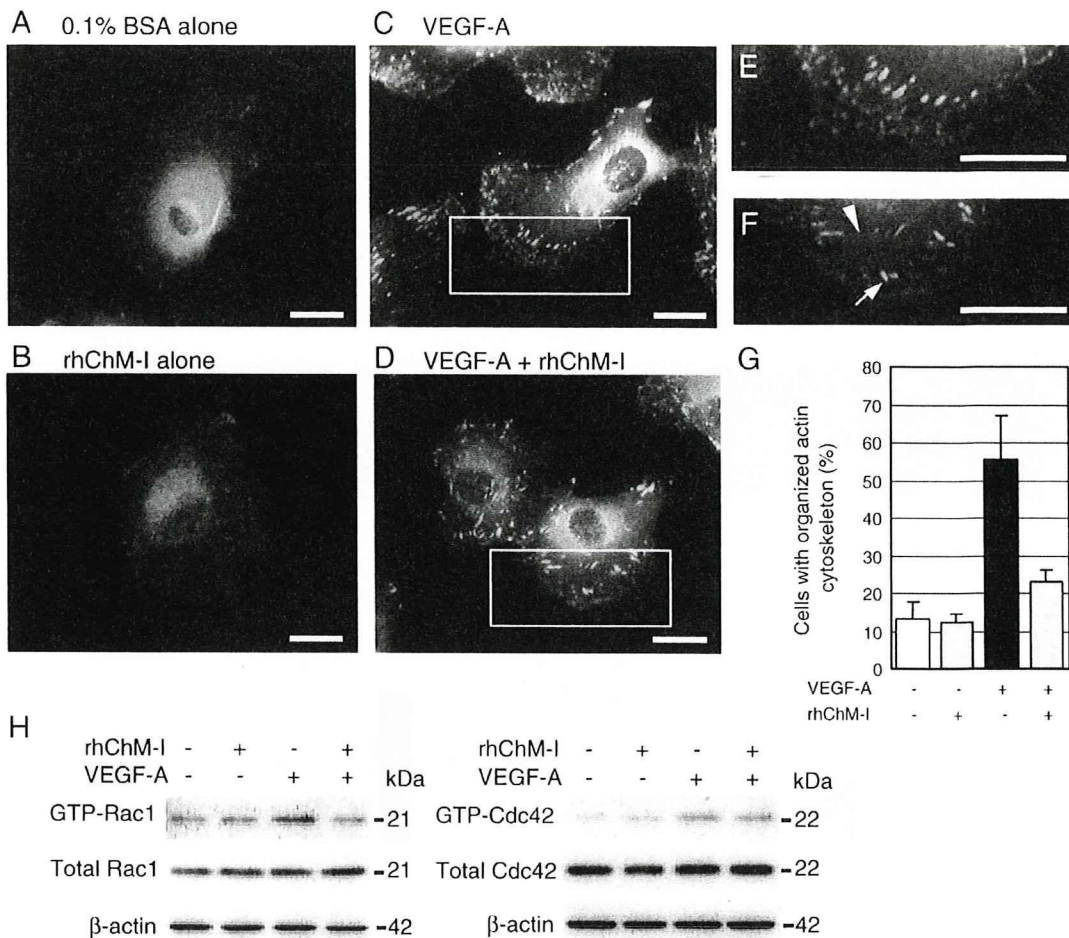 A 0.1% BSA alone
C VEGF-A
E
F
B rhChM-I alone
D VEGF-A + rhChM-I
G
Cells with organized actin
cytoskeleton (%)
80
70
60
50
40
30
20
10
0
VEGF-A - - + +
rhChM-I - + - +
H
rhChM-I - + - +
VEGF-A - - + + kDa
GTP-Rac1 -21
Total Rac1 -21
β-actin -42
rhChM-I - + - +
VEGF-A - - + + kDa
GTP-Cdc42 -22
Total Cdc42 -22
β-actin -42